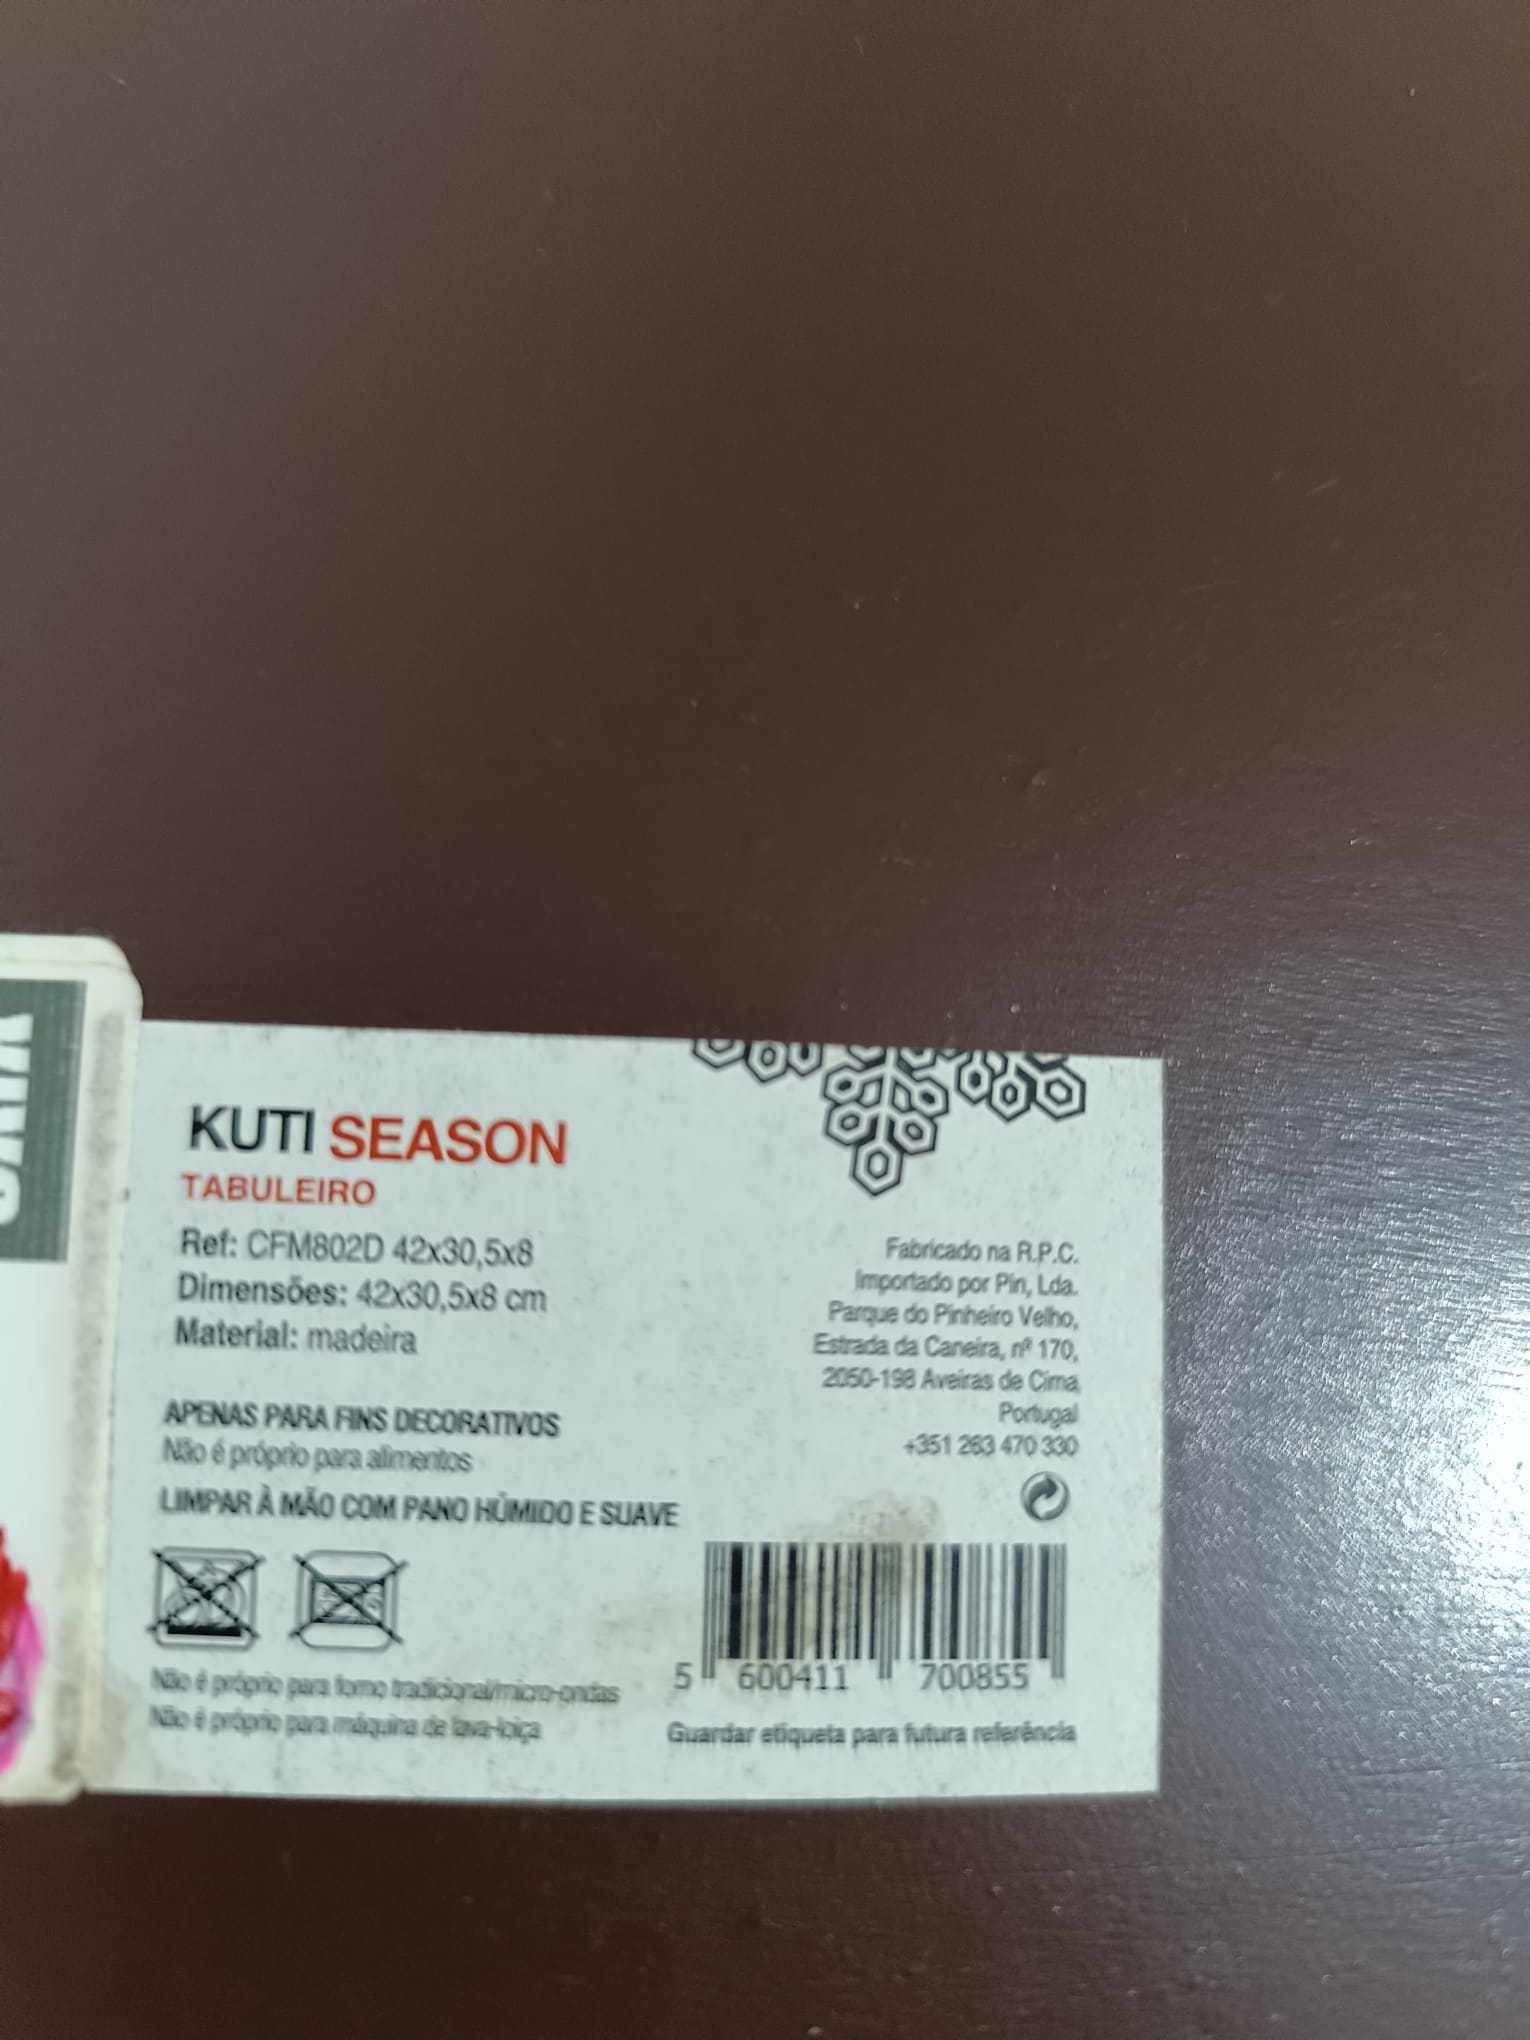 KUTI SEASON
TABULEIRO
Ref: CFM802D 42x30,5x8
Dimensões: 42x30,5x8 cm
Material: madeira
APENAS PARA FINS DECORATIVOS
Não é próprio para alimentos
LIMPAR À MÃO COM PANO HÚMIDO E SUAVE
Não é próprio para forno tradicional/micro-ondas
Não é próprio para máquina de lava-loiça
Fabricado na R.P.C.
Importado por Pin, Lda.
Parque do Pinheiro Velho,
Estrada da Caneira, nº 170,
2050-198 Aveiras de Cima
Portugal
+351 263 470 330
5 600411 700855
Guardar etiqueta para futura referência